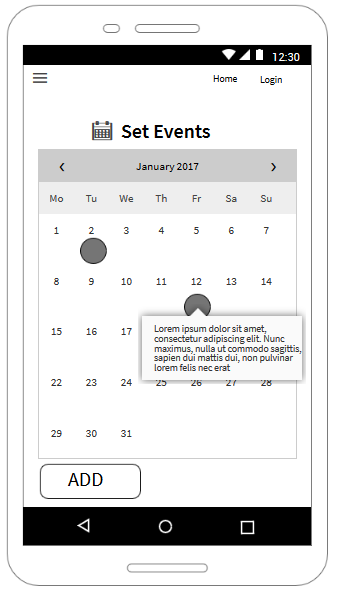 12:30
Home Login
Set Events
‹ January 2017 ›
Mo Tu We Th Fr Sa Su
1 2 3 4 5 6 7
8 9 10 11 12 13 14
15 16 17
Lorem ipsum dolor sit amet,
consectetur adipiscing elit. Nunc
maximus, nulla ut commodo sagittis,
sapien dui mattis dui, non pulvinar
lorem felis nec erat
22 23 24 25 26 27 28
29 30 31
ADD